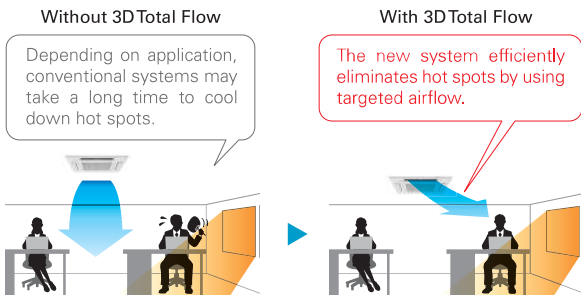 Without 3D Total Flow
Depending on application,
conventional systems may
take a long time to cool
down hot spots.
With 3D Total Flow
The new system efficiently
eliminates hot spots by using
targeted airflow.